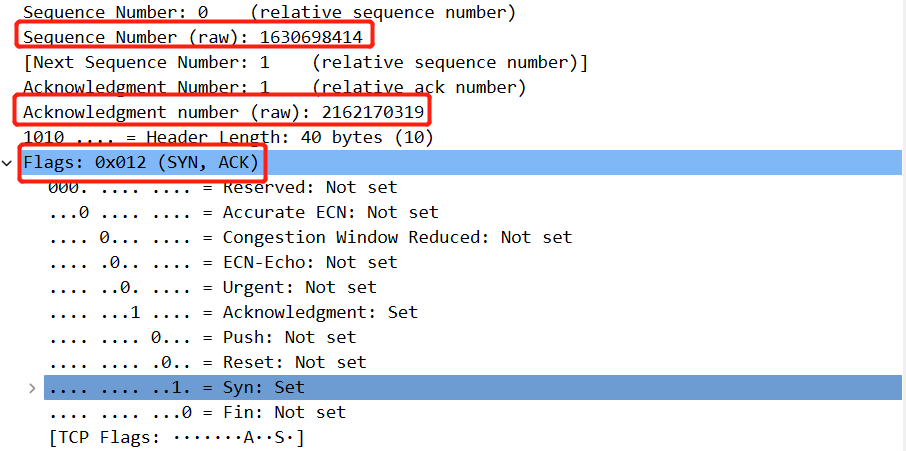 Sequence Number: 0    (relative sequence number)
Sequence Number (raw): 1630698414
[Next Sequence Number: 1    (relative sequence number)]
Acknowledgment Number: 1    (relative ack number)
Acknowledgment number (raw): 2162170319
1010 .... = Header Length: 40 bytes (10)
Flags: 0x012 (SYN, ACK)
000. .... .... = Reserved: Not set
...0 .... .... = Accurate ECN: Not set
.... 0... .... = Congestion Window Reduced: Not set
.... .0.. .... = ECN-Echo: Not set
.... ..0. .... = Urgent: Not set
.... ...1 .... = Acknowledgment: Set
.... .... 0... = Push: Not set
.... .... .0.. = Reset: Not set
.... .... ..1. = Syn: Set
.... .... ...0 = Fin: Not set
[TCP Flags: ·······A··S·]